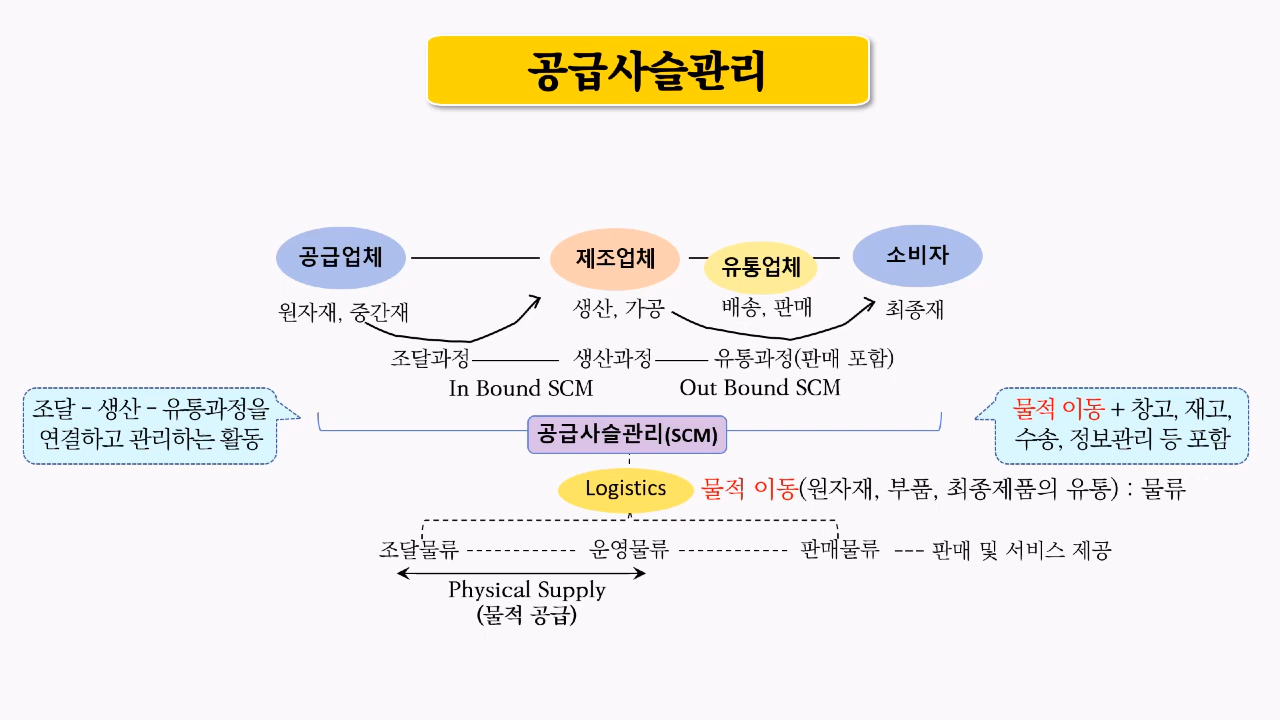 공급사슬관리
공급업체
제조업체
유통업체
소비자
원자재, 중간재
생산, 가공
배송, 판매
최종재
조달과정
생산과정
유통과정(판매 포함)
In Bound SCM
Out Bound SCM
조달 - 생산 - 유통과정을
연결하고 관리하는 활동
공급사슬관리(SCM)
물적 이동 + 창고, 재고,
수송, 정보관리 등 포함
Logistics
물적 이동(원자재, 부품, 최종제품의 유통) : 물류
조달물류
운영물류
판매물류
판매 및 서비스 제공
Physical Supply
(물적 공급)